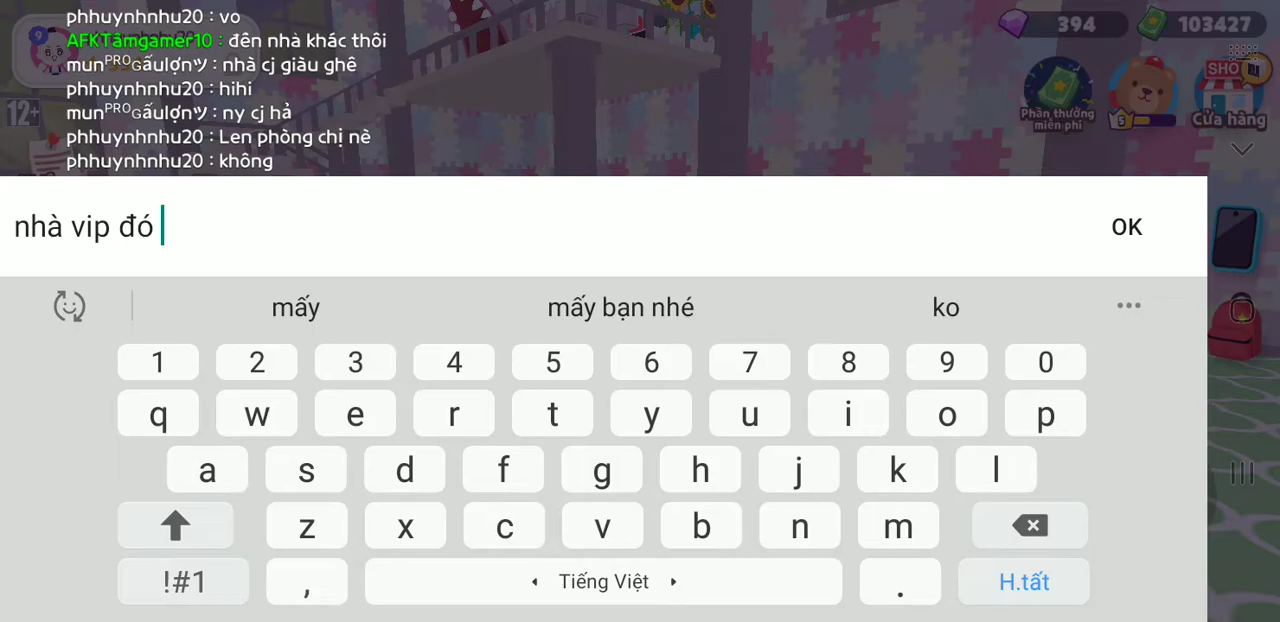 phhuynhnhu20 : vo
AFKTâmgamer10 : đến nhà khác thôi
munᴾᴿᴼGấulợnツ : nhà cj giàu ghê
phhuynhnhu20 : hihi
munᴾᴿᴼGấulợnツ : ny cj hả
phhuynhnhu20 : Len phòng chị nè
phhuynhnhu20 : không
9
12+
394
103427
Phần thưởng
miễn phí
5
SHO
Cửa hàng
nhà vip đó
OK
mấy
mấy bạn nhé
ko
1 2 3 4 5 6 7 8 9 0
q w e r t y u i o p
a s d f g h j k l
z x c v b n m
!#1 , Tiếng Việt . H.tất